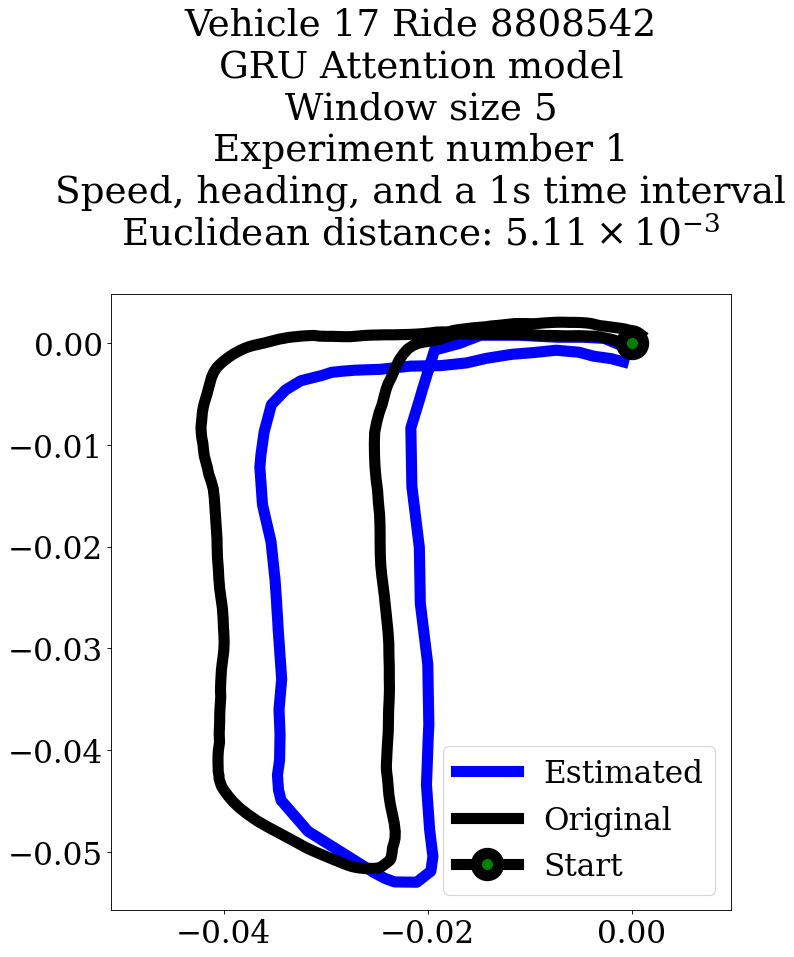 Vehicle 17 Ride 8808542
GRU Attention model
Window size 5
Experiment number 1
Speed, heading, and a 1s time interval
Euclidean distance: 5.11 × 10⁻³
0.00
−0.01
−0.02
−0.03
−0.04
−0.05
Estimated
Original
Start
−0.04
−0.02
0.00